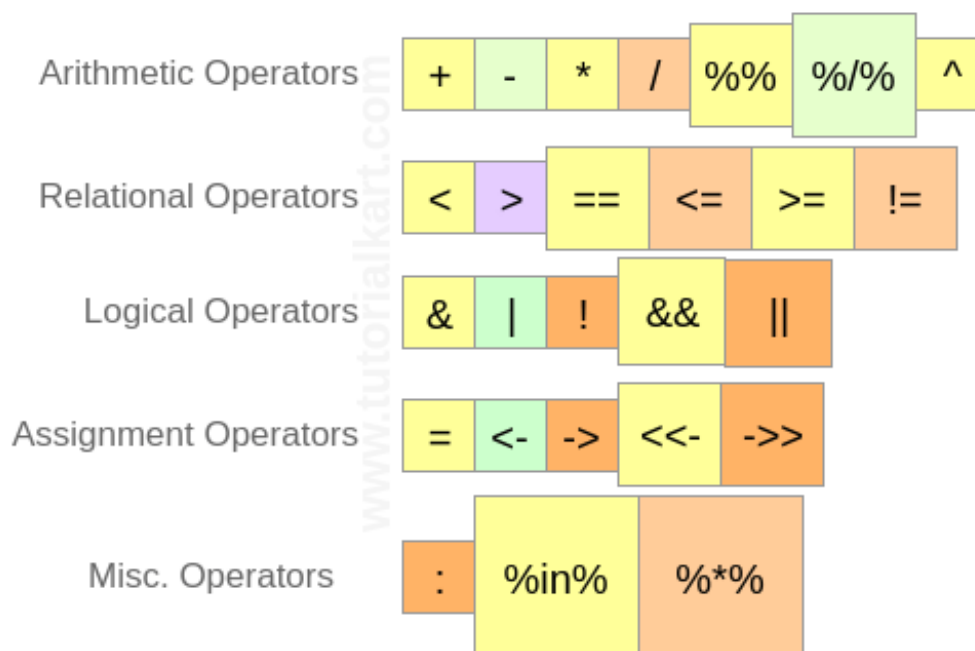 Arithmetic Operators + - * / %% %/% ^
Relational Operators < > == <= >= !=
Logical Operators & | ! && ||
Assignment Operators = <- -> <<- ->>
Misc. Operators : %in% %*%
www.tutorialkart.com